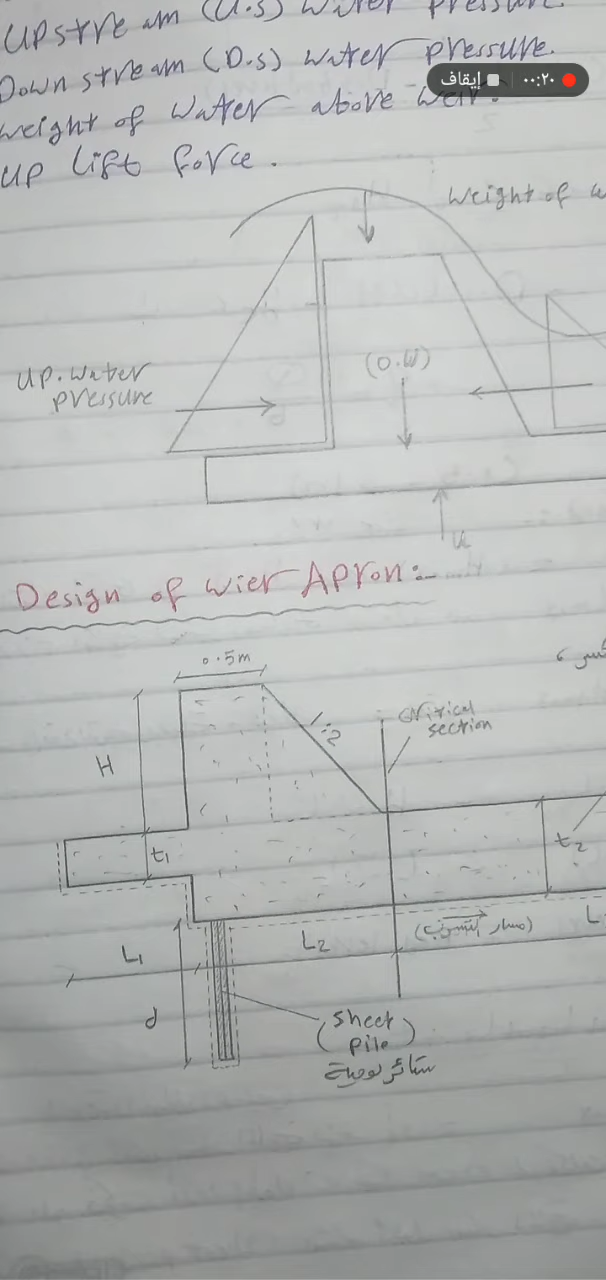 Upstream (U.S) water pressure.
Down stream (D.S) water pressure.
إيقاف ٠٠:٢٠
weight of water above weir.
up lift force.
weight of
UP. water
pressure
(O.W)
u
Design of wier Apron:-
0.5m
H
1:2
critical
section
t1
t2
L1
L2
(مسار التسرب)
L
d
(sheet
pile)
ستائر لوحية